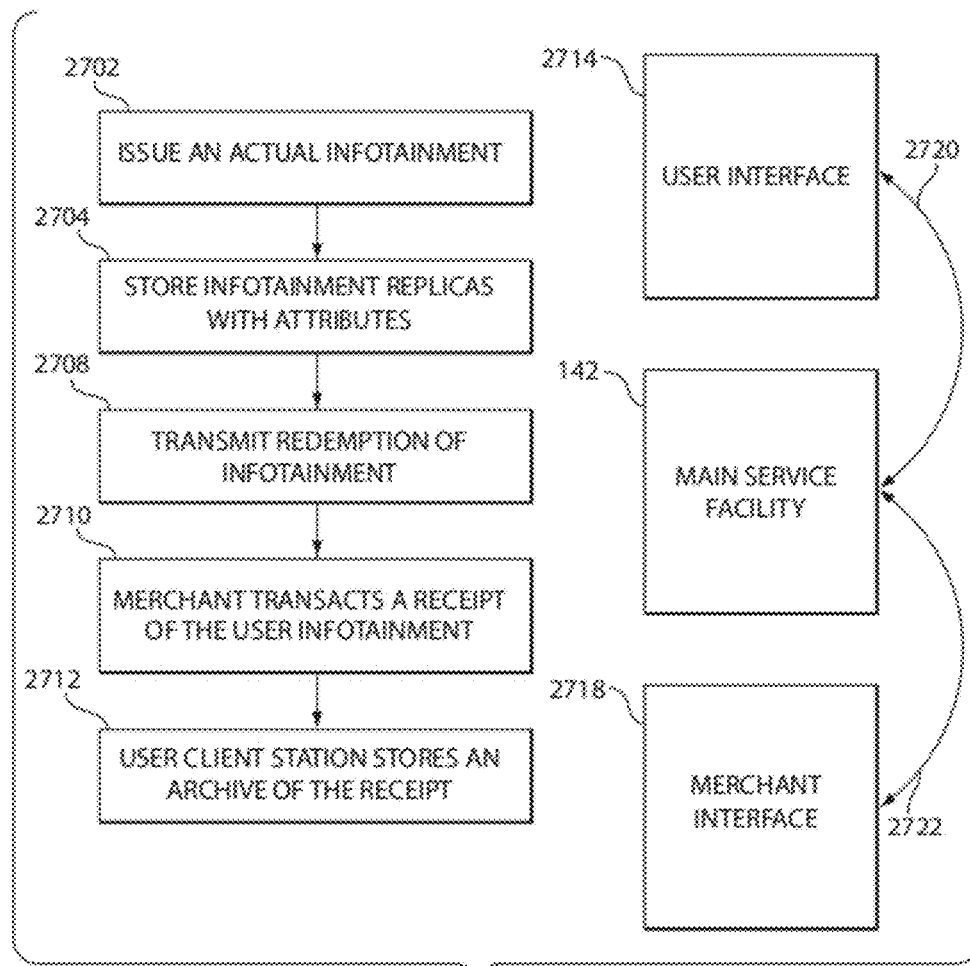 2702
ISSUE AN ACTUAL INFOTAINMENT
2704
STORE INFOTAINMENT REPLICAS
WITH ATTRIBUTES
2708
TRANSMIT REDEMPTION OF
INFOTAINMENT
2710
MERCHANT TRANSACTS A RECEIPT
OF THE USER INFOTAINMENT
2712
USER CLIENT STATION STORES AN
ARCHIVE OF THE RECEIPT
2714
USER INTERFACE
2720
142
MAIN SERVICE
FACILITY
2718
MERCHANT
INTERFACE
2722